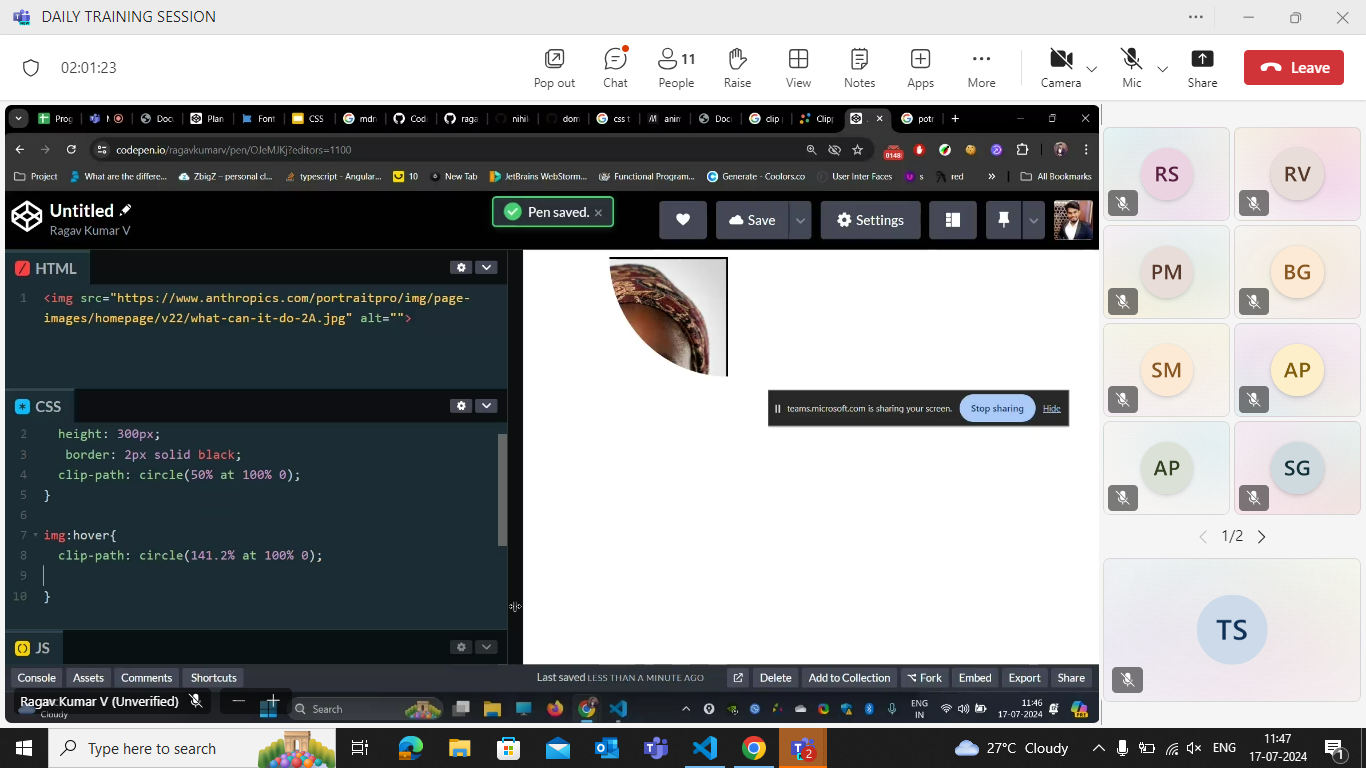 DAILY TRAINING SESSION
02:01:23
Pop out
Chat
11
People
Raise
View
Notes
Apps
More
Camera
Mic
Share
Leave
Prog
Docu
Plan
Font
CSS
mdn
Code
raga
nihil
dom
css t
anim
Docu
clip
Clip
potr
codepen.io/ragavkumarv/pen/OJeMJKj?editors=1100
Project
What are the differe...
ZbigZ – personal cl...
typescript - Angular...
10
New Tab
JetBrains WebStorm...
Functional Program...
Generate - Coolors.co
User Inter Faces
s
red
»
All Bookmarks
Untitled
Ragav Kumar V
Pen saved. ×
Save
Settings
HTML
1 <img src="https://www.anthropics.com/portraitpro/img/page-
images/homepage/v22/what-can-it-do-2A.jpg" alt="">
CSS
2 height: 300px;
3 border: 2px solid black;
4 clip-path: circle(50% at 100% 0);
5 }
6
7 img:hover{
8 clip-path: circle(141.2% at 100% 0);
9
10 }
JS
teams.microsoft.com is sharing your screen.
Stop sharing
Hide
RS
RV
PM
BG
SM
AP
AP
SG
1/2
TS
Console
Assets
Comments
Shortcuts
Last saved LESS THAN A MINUTE AGO
Delete
Add to Collection
Fork
Embed
Export
Share
Ragav Kumar V (Unverified)
Cloudy
Search
ENG
IN
11:46
17-07-2024
Type here to search
2
27°C Cloudy
ENG
11:47
17-07-2024
1